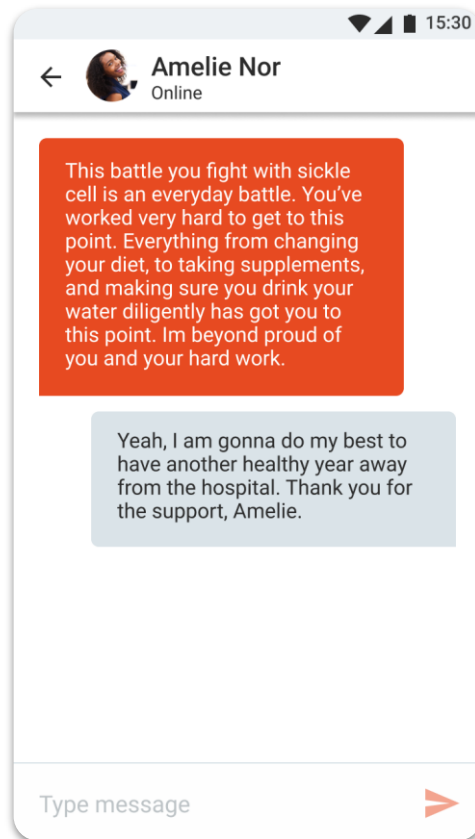 15:30
Amelie Nor
Online
This battle you fight with sickle
cell is an everyday battle. You’ve
worked very hard to get to this
point. Everything from changing
your diet, to taking supplements,
and making sure you drink your
water diligently has got you to
this point. Im beyond proud of
you and your hard work.
Yeah, I am gonna do my best to
have another healthy year away
from the hospital. Thank you for
the support, Amelie.
Type message